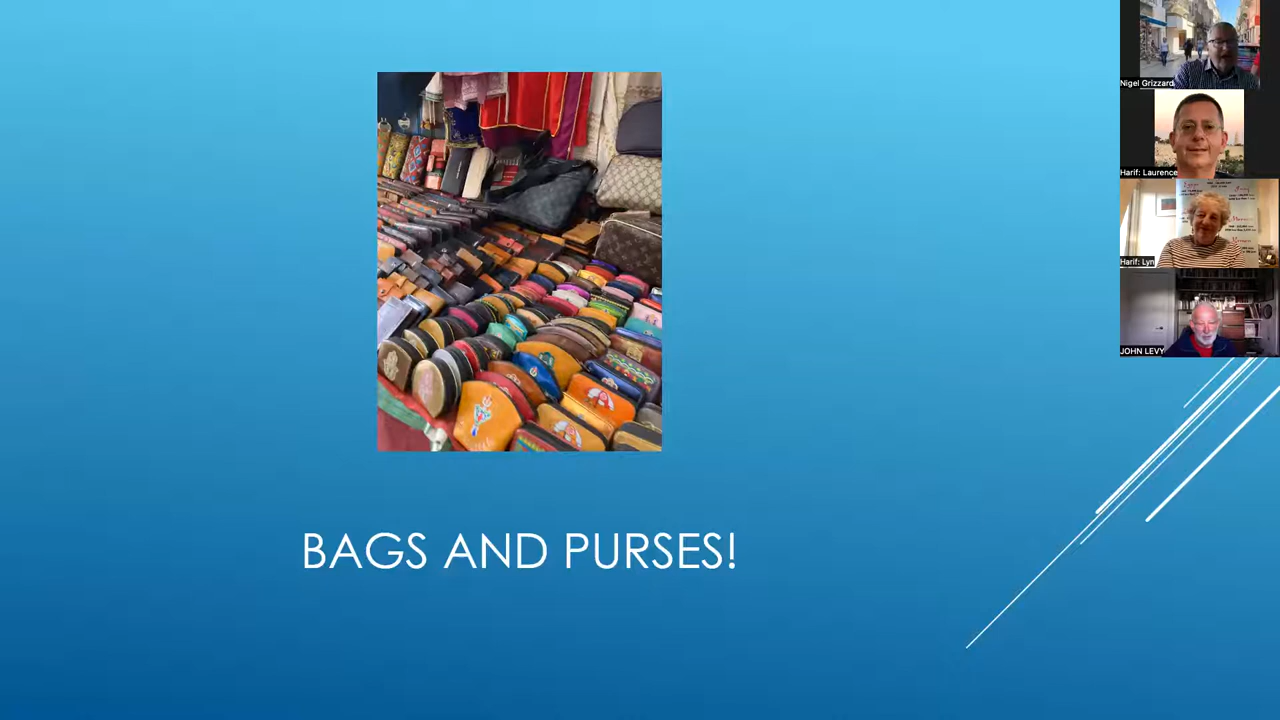 BAGS AND PURSES!
Nigel Grizzard
Harif: Laurence
Harif: Lyn
JOHN LEVY